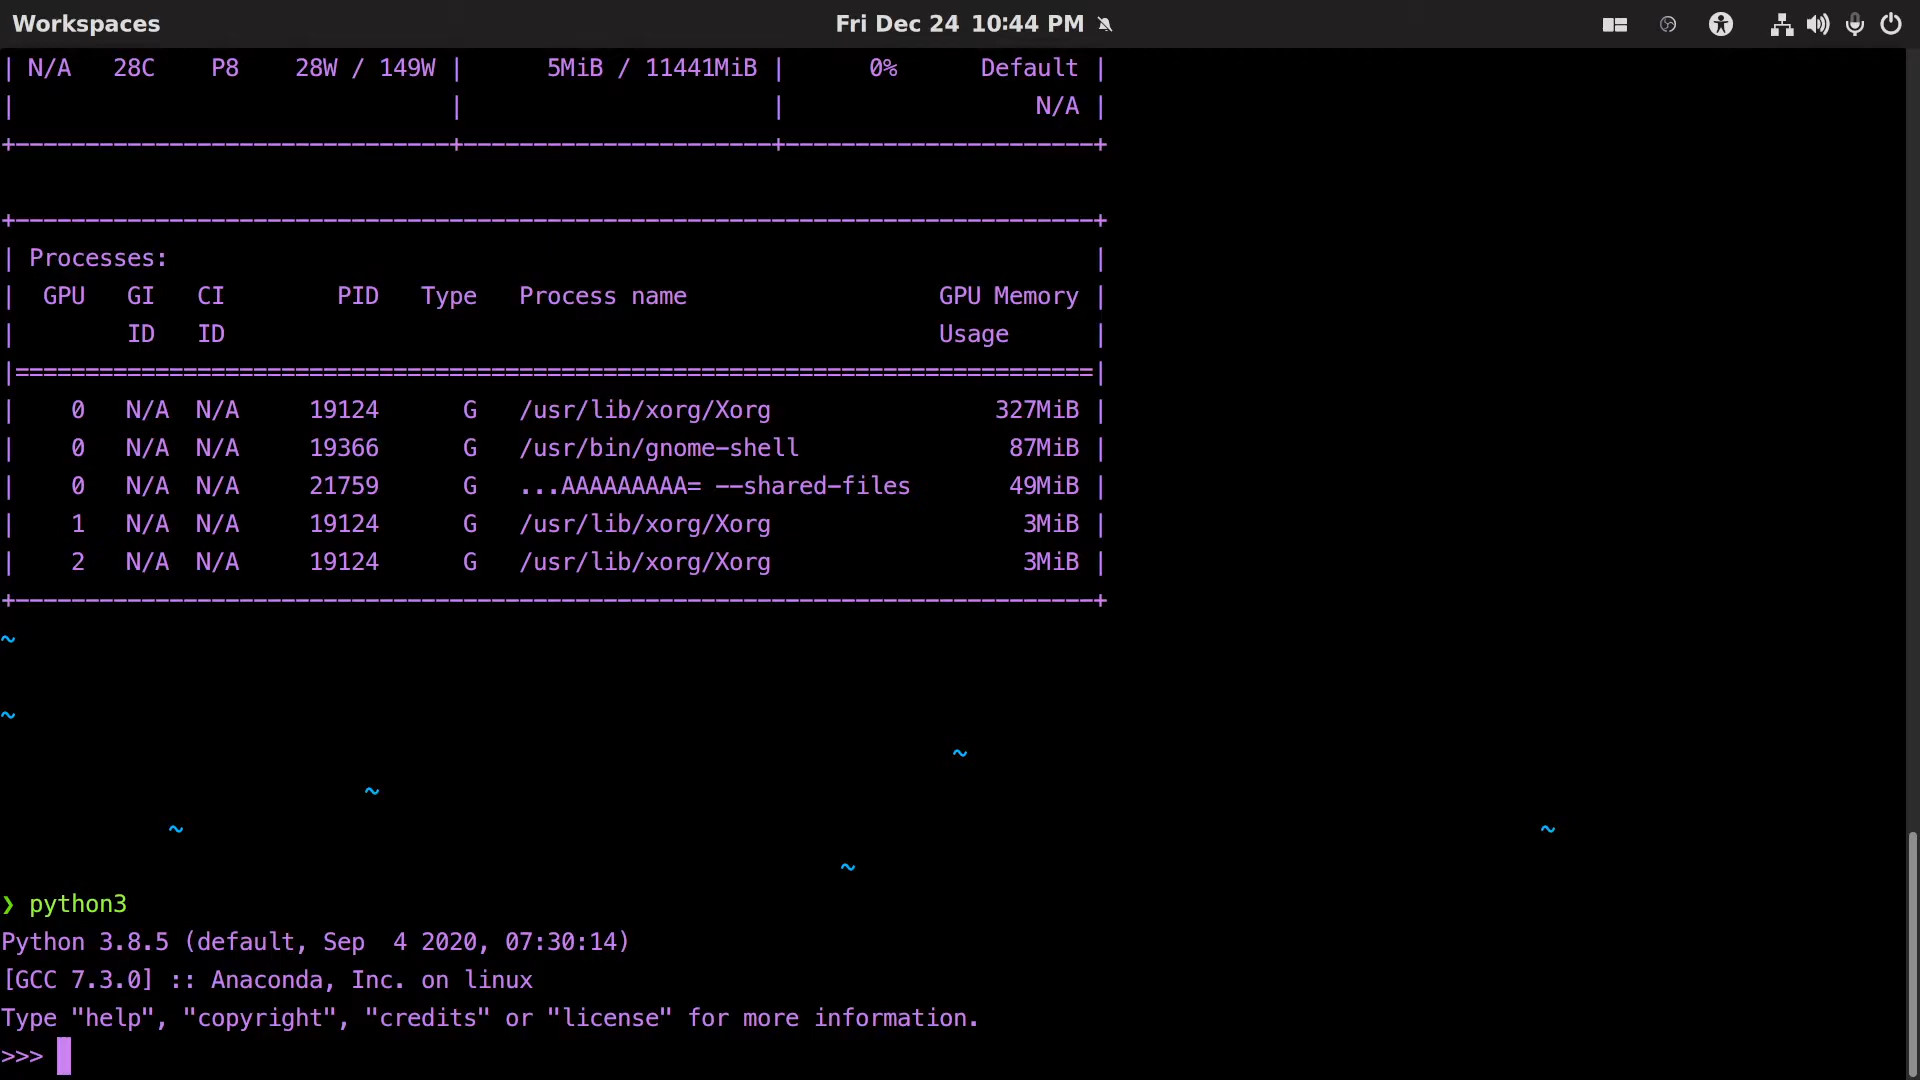 Workspaces Fri Dec 24 10:44 PM
| N/A   28C    P8    28W / 149W |      5MiB / 11441MiB |      0%      Default |
|                               |                      |                  N/A |
+-------------------------------+----------------------+----------------------+
+-----------------------------------------------------------------------------+
| Processes:                                                                  |
|  GPU   GI   CI        PID   Type   Process name                  GPU Memory |
|        ID   ID                                                   Usage      |
|=============================================================================|
|    0   N/A  N/A     19124      G   /usr/lib/xorg/Xorg                327MiB |
|    0   N/A  N/A     19366      G   /usr/bin/gnome-shell               87MiB |
|    0   N/A  N/A     21759      G   ...AAAAAAAAA= --shared-files       49MiB |
|    1   N/A  N/A     19124      G   /usr/lib/xorg/Xorg                  3MiB |
|    2   N/A  N/A     19124      G   /usr/lib/xorg/Xorg                  3MiB |
+-----------------------------------------------------------------------------+
~
~
~
~
~ ~
~
❯ python3
Python 3.8.5 (default, Sep  4 2020, 07:30:14)
[GCC 7.3.0] :: Anaconda, Inc. on linux
Type "help", "copyright", "credits" or "license" for more information.
>>>